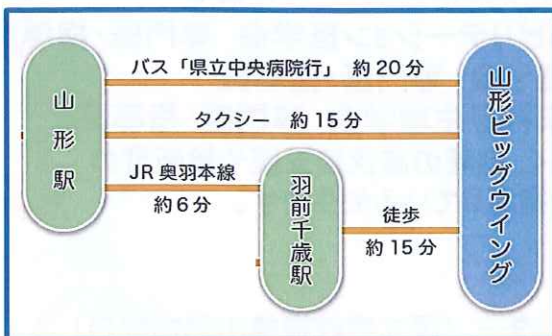 山形駅
バス「県立中央病院行」 約20分
タクシー 約15分
JR奥羽本線
約6分
羽前千歳駅
徒歩
約15分
山形ビッグウイング